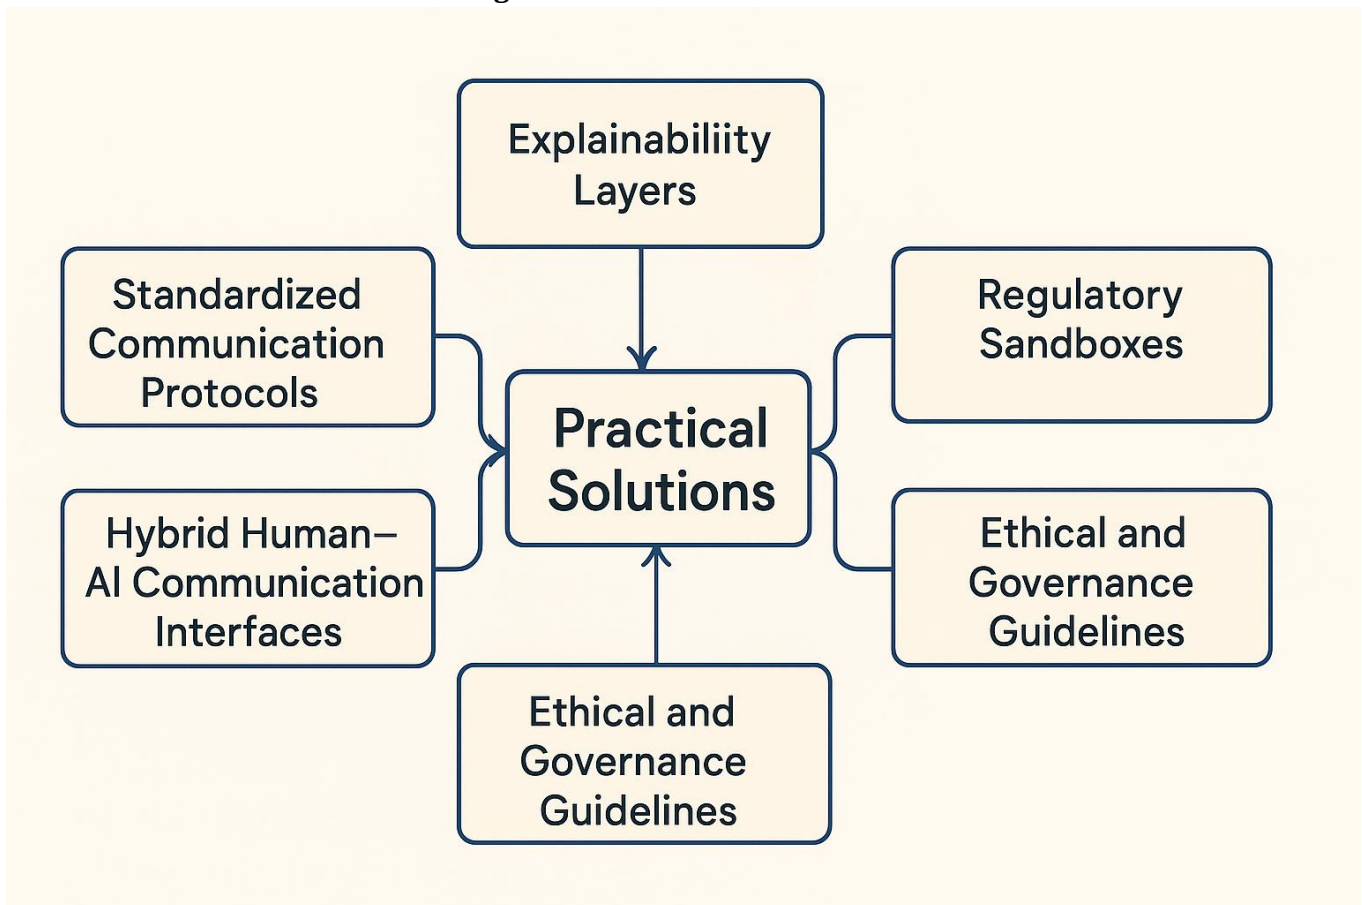 Explainabiliity
Layers
Standardized
Communication
Protocols
Regulatory
Sandboxes
Practical
Solutions
Hybrid Human–
AI Communication
Interfaces
Ethical and
Governance
Guidelines
Ethical and
Governance
Guidelines